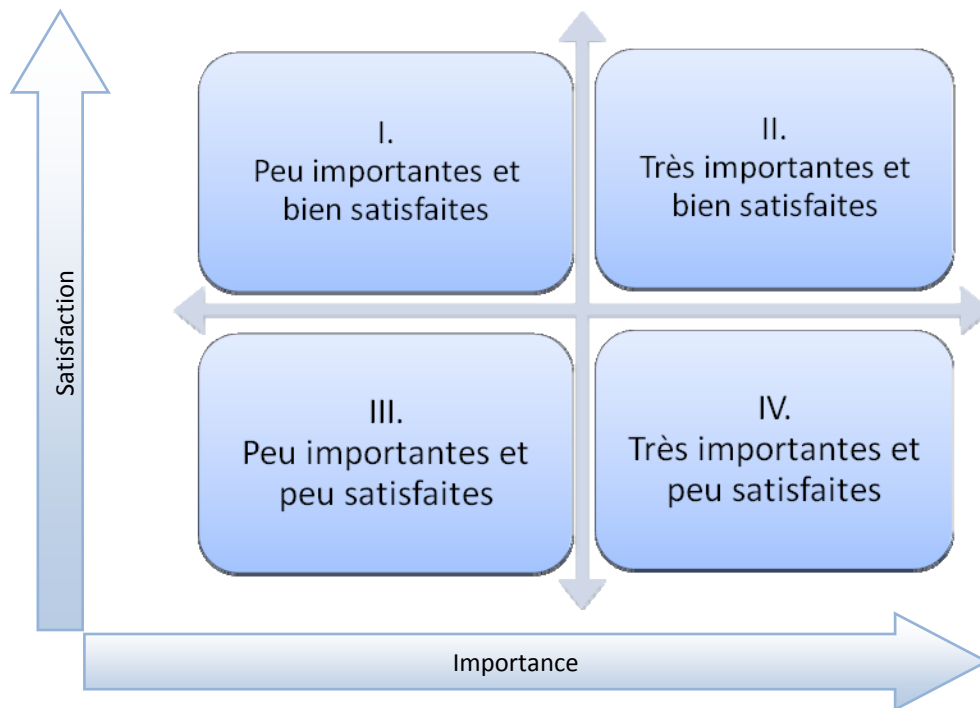 I.
Peu importantes et
bien satisfaites
II.
Très importantes et
bien satisfaites
Satisfaction
III.
Peu importantes et
peu satisfaites
IV.
Très importantes et
peu satisfaites
Importance